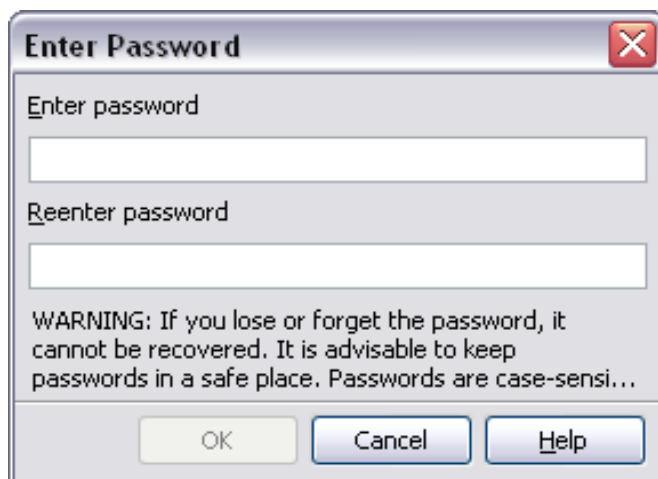 Enter Password
Enter password
Reenter password
WARNING: If you lose or forget the password, it
cannot be recovered. It is advisable to keep
passwords in a safe place. Passwords are case-sensi...
OK
Cancel
Help